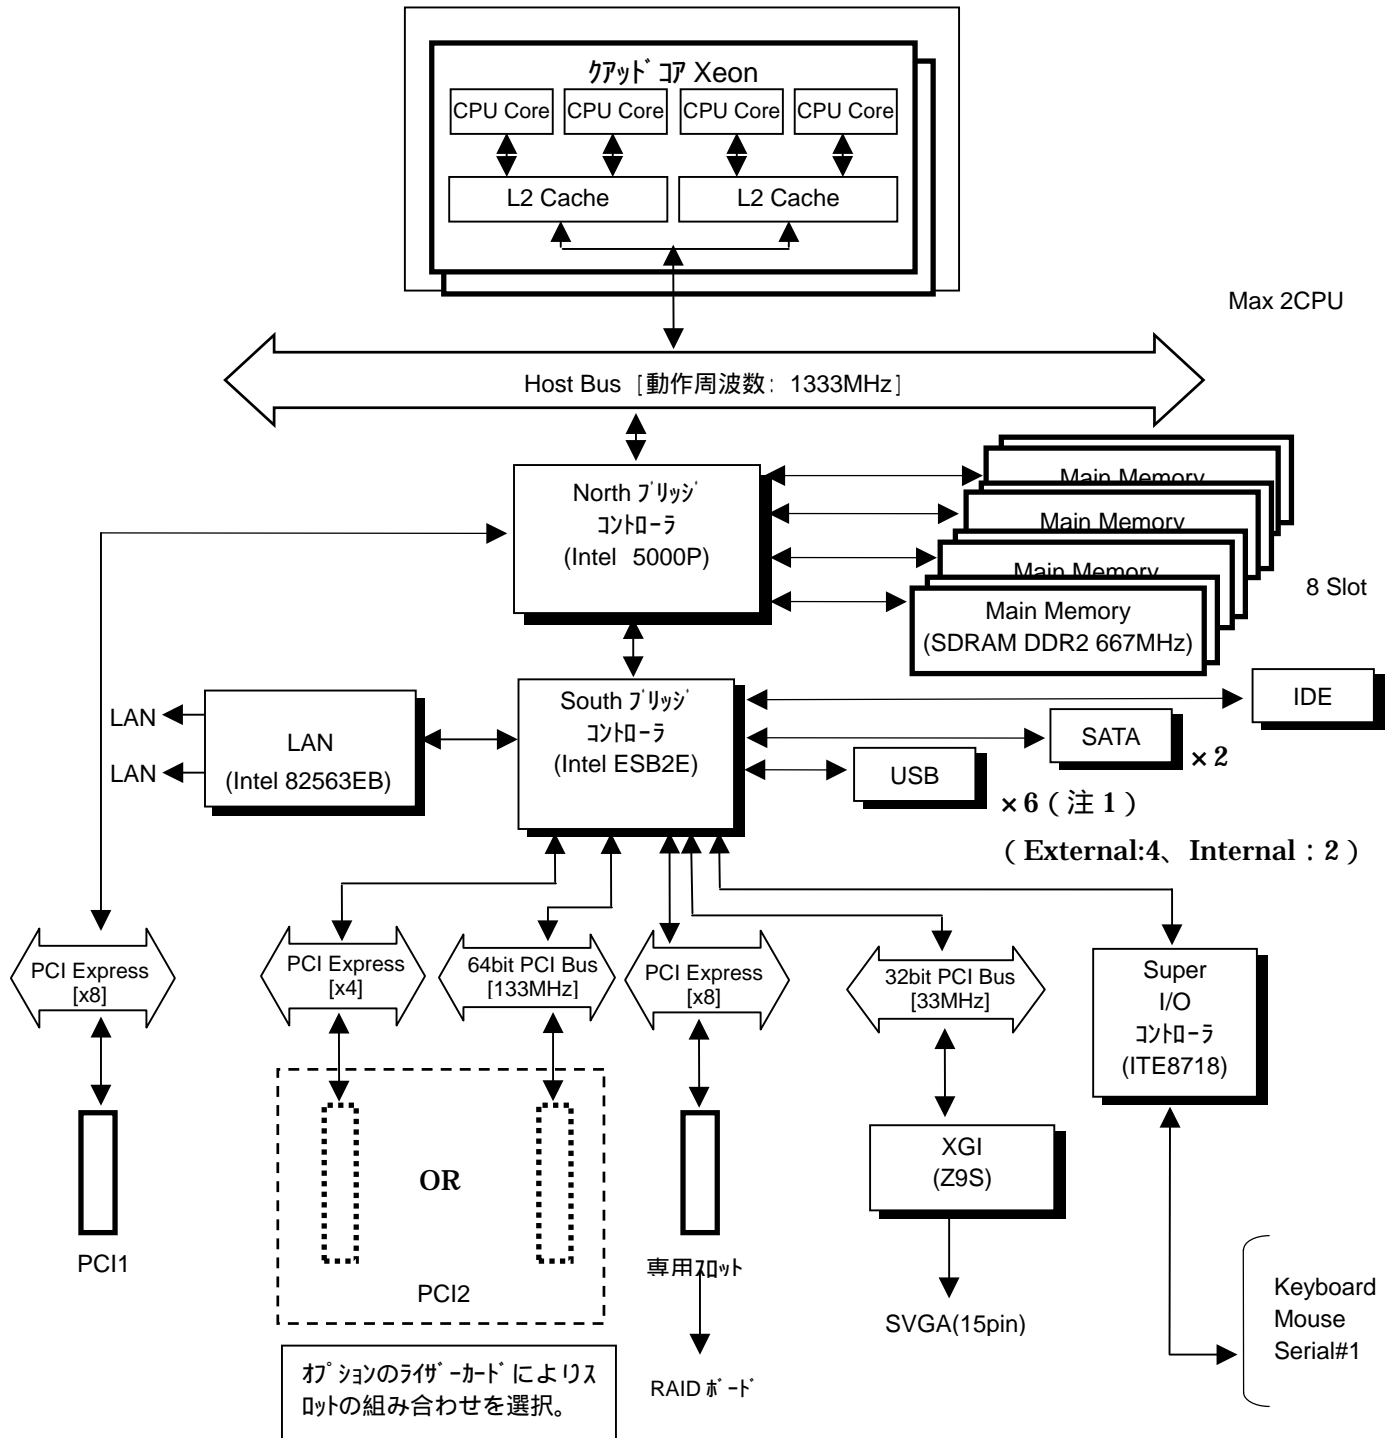 ｸｱｯﾄﾞｺｱ Xeon
CPU Core
CPU Core
CPU Core
CPU Core
L2 Cache
L2 Cache
Max 2CPU
Host Bus [動作周波数: 1333MHz]
North ﾌﾞﾘｯｼﾞ
ｺﾝﾄﾛｰﾗ
(Intel 5000P)
Main Memory
Main Memory
Main Memory
Main Memory
(SDRAM DDR2 667MHz)
8 Slot
South ﾌﾞﾘｯｼﾞ
ｺﾝﾄﾛｰﾗ
(Intel ESB2E)
LAN
LAN
LAN
(Intel 82563EB)
IDE
SATA
×2
USB
×6（注1）
（External:4、Internal：2）
PCI Express
[x8]
PCI Express
[x4]
64bit PCI Bus
[133MHz]
PCI Express
[x8]
32bit PCI Bus
[33MHz]
Super
I/O
ｺﾝﾄﾛｰﾗ
(ITE8718)
XGI
(Z9S)
OR
PCI1
PCI2
専用ｽﾛｯﾄ
RAID ﾎﾞｰﾄﾞ
SVGA(15pin)
Keyboard
Mouse
Serial#1
ｵﾌﾟｼｮﾝのﾗｲｻﾞｰｶｰﾄﾞによりｽ
ﾛｯﾄの組み合わせを選択。